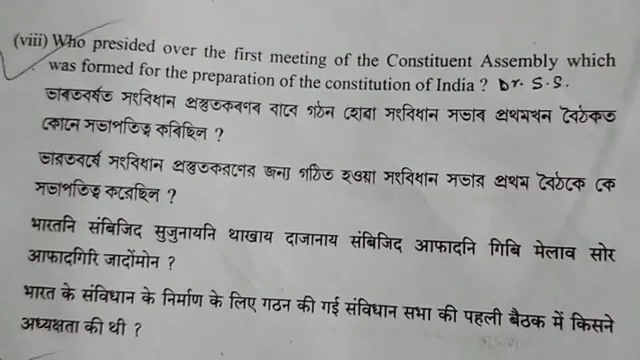 (viii) Who presided over the first meeting of the Constituent Assembly which
was formed for the preparation of the constitution of India ? Dr. S.S.
ভাৰতবৰ্ষত সংবিধান প্ৰস্তুতকৰণৰ বাবে গঠন হোৱা সংবিধান সভাৰ প্ৰথমখন বৈঠকত
কোনে সভাপতিত্ব কৰিছিল ?
ভারতবর্ষে সংবিধান প্রস্তুতকরণের জন্য গঠিত হওয়া সংবিধান সভার প্রথম বৈঠকে কে
সভাপতিত্ব করেছিল ?
भारतनि संबिजिद सुजुनायनि थाखाय दाजानाय संबिजिद आफादनि गिबि मेलाव सोर
आफादगिरि जादोंमोन ?
भारत के संविधान के निर्माण के लिए गठन की गई संविधान सभा की पहली बैठक में किसने
अध्यक्षता की थी ?